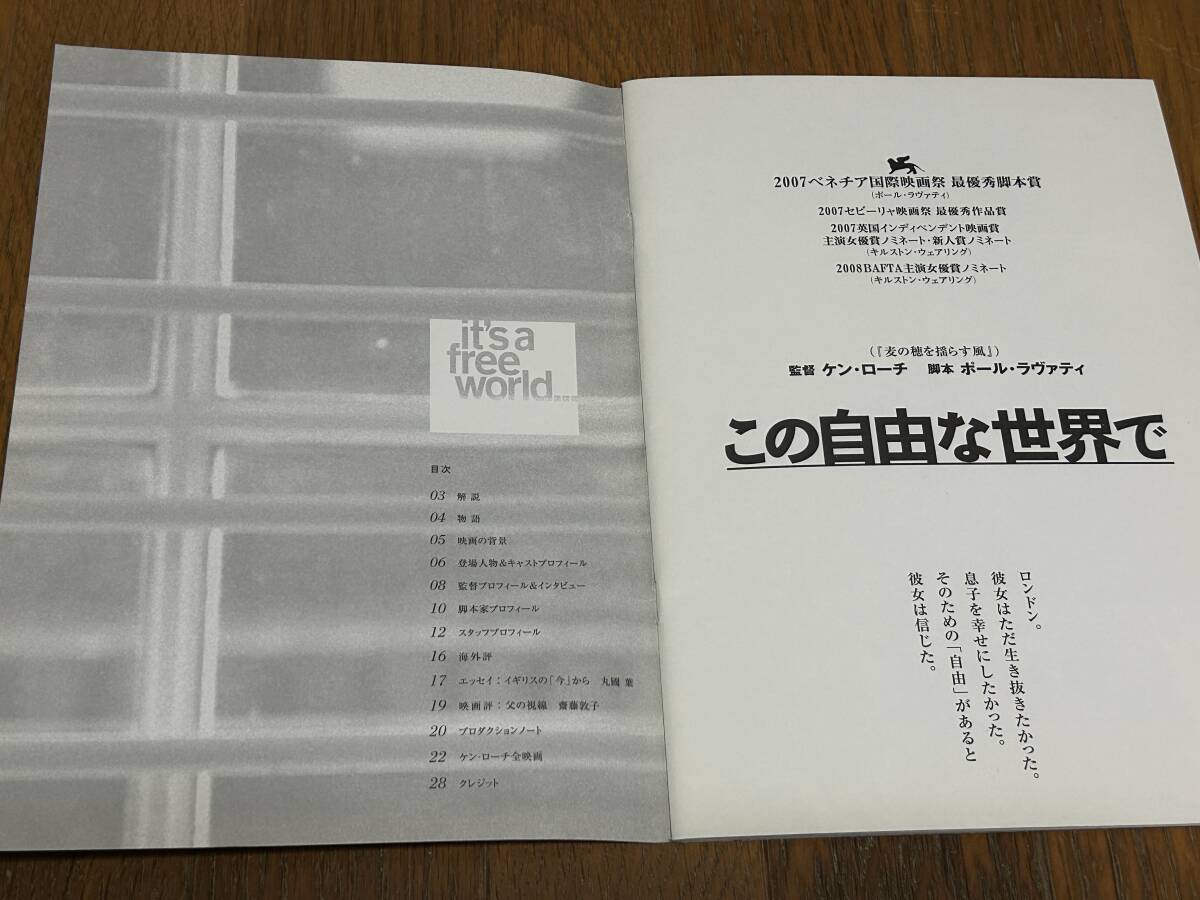 it's a
free
world
目次
03 解説
04 物語
05 映画の背景
06 登場人物&キャストプロフィール
08 監督プロフィール&インタビュー
10 脚本家プロフィール
12 スタッフプロフィール
16 海外評
17 エッセイ:イギリスの「今」から 丸國 葉
19 映画評:父の視線 齋藤敦子
20 プロダクションノート
22 ケン・ローチ全映画
28 クレジット
2007ベネチア国際映画祭 最優秀脚本賞
(ポール・ラヴァティ)
2007セビーリャ映画祭 最優秀作品賞
2007英国インディペンデント映画賞
主演女優賞ノミネート・新人賞ノミネート
(キルストン・ウェアリング)
2008BAFTA主演女優賞ノミネート
(キルストン・ウェアリング)
(『麦の穂を揺らす風』)
監督 ケン・ローチ 脚本 ポール・ラヴァティ
この自由な世界で
ロンドン。
彼女はただ生き抜きたかった。
息子を幸せにしたかった。
そのための「自由」があると
彼女は信じた。